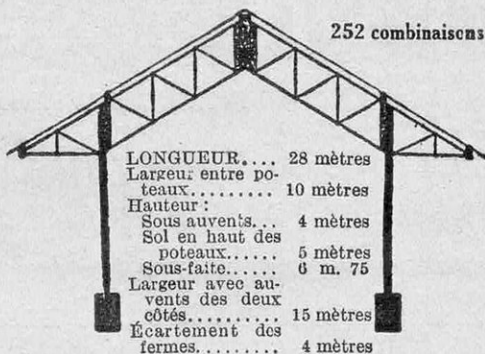 252 combinaisons
LONGUEUR.... 28 mètres
Largeur entre po-
teaux......... 10 mètres
Hauteur :
Sous auvents... 4 mètres
Sol en haut des
poteaux...... 5 mètres
Sous-faite...... 6 m. 75
Largeur avec au-
vents des deux
côtés.......... 15 mètres
Écartement des
fermes......... 4 mètres